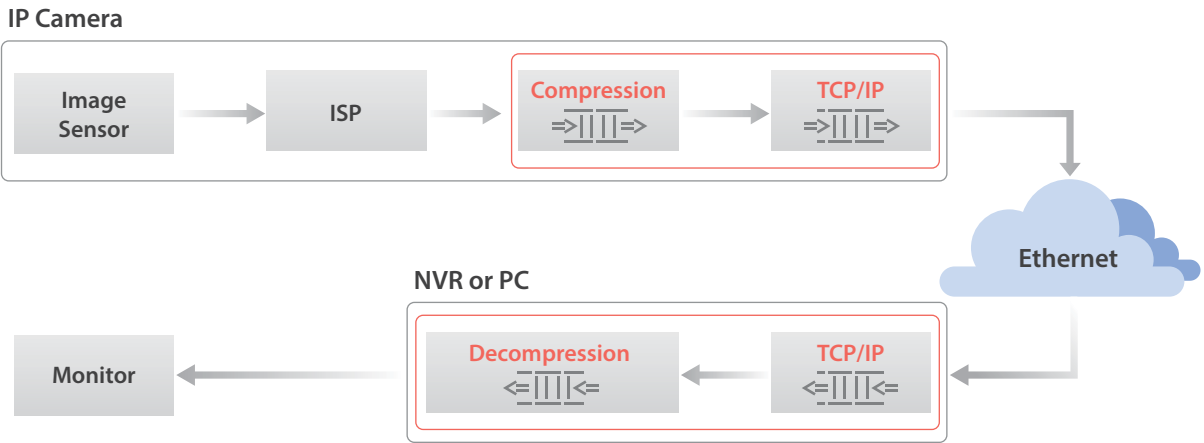 IP Camera
Image
Sensor
ISP
Compression
TCP/IP
Ethernet
NVR or PC
Monitor
Decompression
TCP/IP